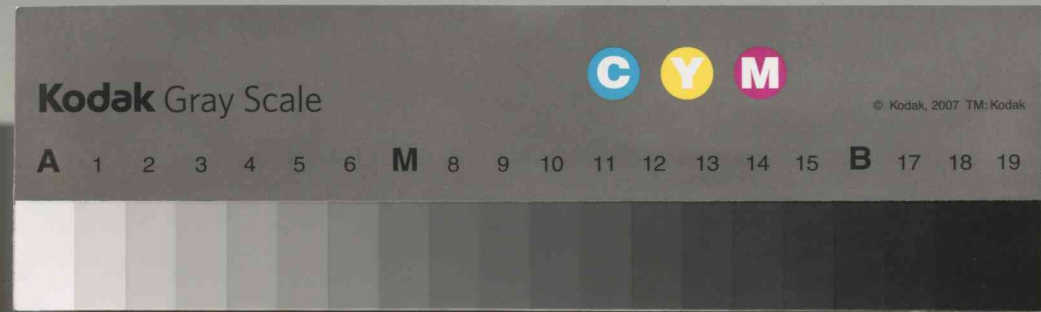 C Y M
Kodak Gray Scale
© Kodak, 2007 TM: Kodak
A 1 2 3 4 5 6 M 8 9 10 11 12 13 14 15 B 17 18 19